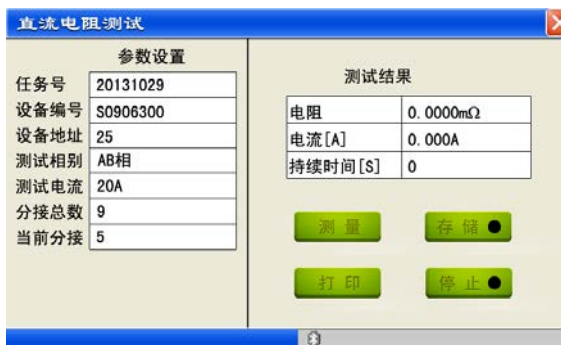 直流电阻测试
参数设置
任务号 20131029
设备编号 S0906300
设备地址 25
测试相别 AB相
测试电流 20A
分接总数 9
当前分接 5
测试结果
电阻 0.0000mΩ
电流[A] 0.000A
持续时间[S] 0
测量 存储
打印 停止